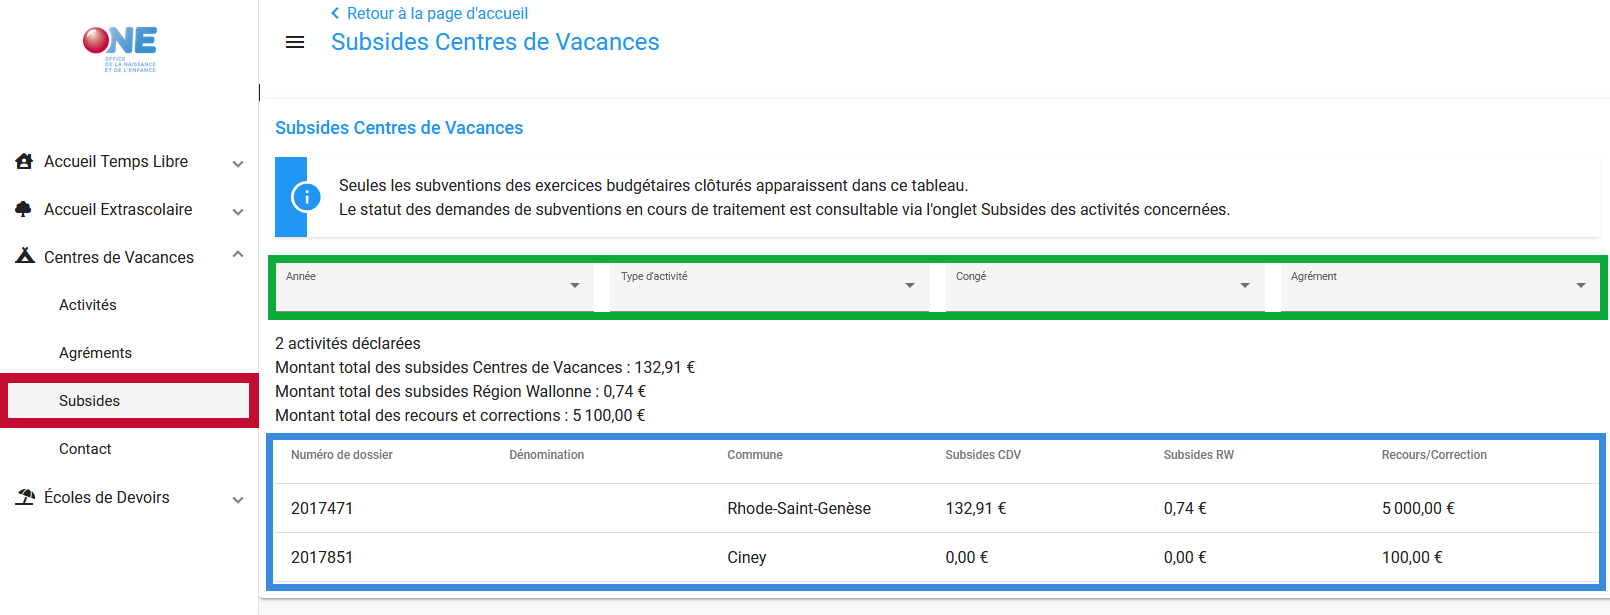 ONE
OFFICE
DE LA NAISSANCE
ET DE L'ENFANCE
Accueil Temps Libre
Accueil Extrascolaire
Centres de Vacances
Activités
Agréments
Subsides
Contact
Écoles de Devoirs
Retour à la page d'accueil
Subsides Centres de Vacances
Subsides Centres de Vacances
Seules les subventions des exercices budgétaires clôturés apparaissent dans ce tableau.
Le statut des demandes de subventions en cours de traitement est consultable via l'onglet Subsides des activités concernées.
Année Type d'activité Congé Agrément
2 activités déclarées
Montant total des subsides Centres de Vacances : 132,91 €
Montant total des subsides Région Wallonne : 0,74 €
Montant total des recours et corrections : 5 100,00 €
Numéro de dossier Dénomination Commune Subsides CDV Subsides RW Recours/Correction
2017471 Rhode-Saint-Genèse 132,91 € 0,74 € 5 000,00 €
2017851 Ciney 0,00 € 0,00 € 100,00 €